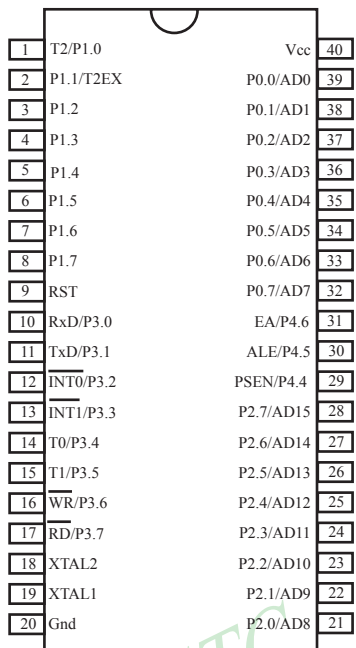 1 T2/P1.0 Vcc 40
2 P1.1/T2EX P0.0/AD0 39
3 P1.2 P0.1/AD1 38
4 P1.3 P0.2/AD2 37
5 P1.4 P0.3/AD3 36
6 P1.5 P0.4/AD4 35
7 P1.6 P0.5/AD5 34
8 P1.7 P0.6/AD6 33
9 RST P0.7/AD7 32
10 RxD/P3.0 EA/P4.6 31
11 TxD/P3.1 ALE/P4.5 30
12 INT0/P3.2 PSEN/P4.4 29
13 INT1/P3.3 P2.7/AD15 28
14 T0/P3.4 P2.6/AD14 27
15 T1/P3.5 P2.5/AD13 26
16 WR/P3.6 P2.4/AD12 25
17 RD/P3.7 P2.3/AD11 24
18 XTAL2 P2.2/AD10 23
19 XTAL1 P2.1/AD9 22
20 Gnd P2.0/AD8 21